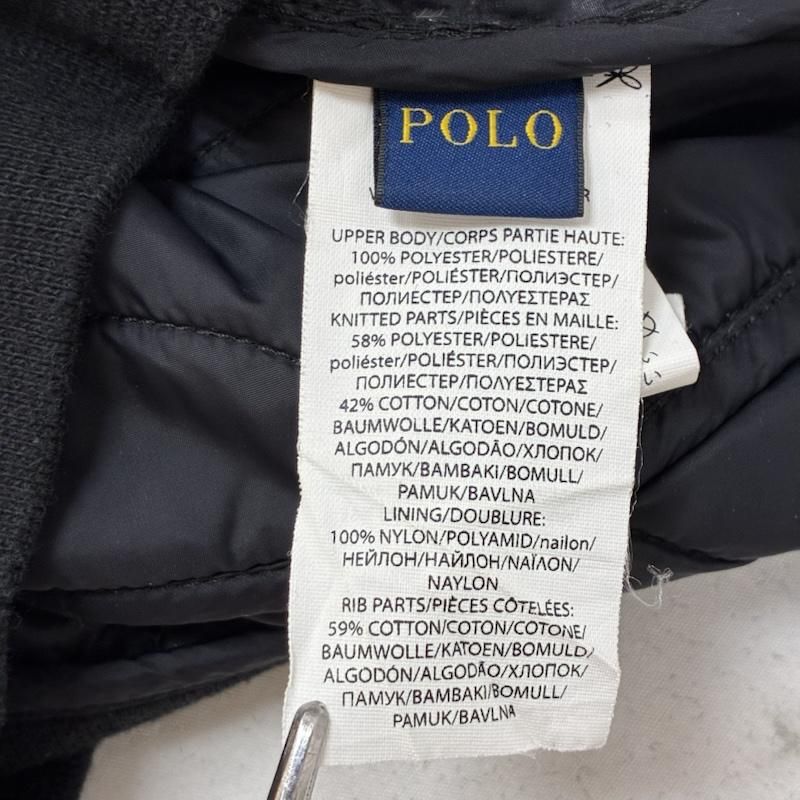 POLO
UPPER BODY/CORPS PARTIE HAUTE:
100% POLYESTER/POLIESTERE/
poliéster/POLIÉSTER/ПОЛИЭСТЕР/
ПОЛИЕСТЕР/ΠΟΛΥΕΣΤΕΡΑΣ
KNITTED PARTS/PIÈCES EN MAILLE:
58% POLYESTER/POLIESTERE/
poliéster/POLIÉSTER/ПОЛИЭСТЕР/
ПОЛИЕСТЕР/ΠΟΛΥΕΣΤΕΡΑΣ
42% COTTON/COTON/COTONE/
BAUMWOLLE/KATOEN/BOMULD/
ALGODÓN/ALGODÃO/ХЛОПОК/
ПАМУК/ΒΑΜΒΑΚΙ/BOMULL/
PAMUK/BAVLNA
LINING/DOUBLURE:
100% NYLON/POLYAMID/nailon/
НЕЙЛОН/НАЙЛОН/ΝΑΪΛΟΝ/
NAYLON
RIB PARTS/PIÈCES CÔTELÉES:
59% COTTON/COTON/COTONE/
BAUMWOLLE/KATOEN/BOMULD/
ALGODÓN/ALGODÃO/ХЛОПОК/
ПАМУК/ΒΑΜΒΑΚΙ/BOMULL/
PAMUK/BAVLNA